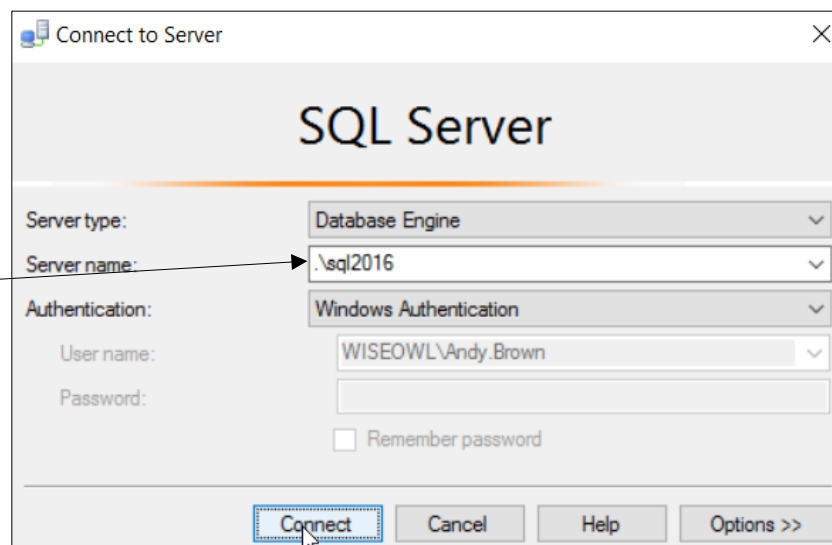 Connect to Server
SQL Server
Server type: Database Engine
Server name: .\sql2016
Authentication: Windows Authentication
User name: WISEOWL\Andy.Brown
Password:
Remember password
Connect Cancel Help Options >>